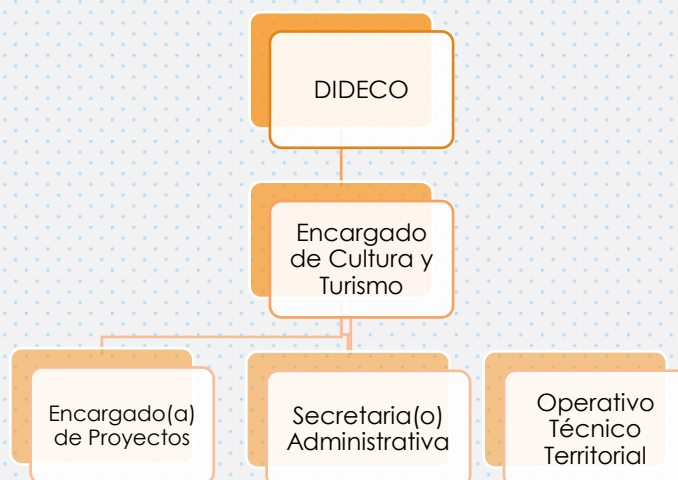 DIDECO
Encargado
de Cultura y
Turismo
Encargado(a)
de Proyectos
Secretaria(o)
Administrativa
Operativo
Técnico
Territorial